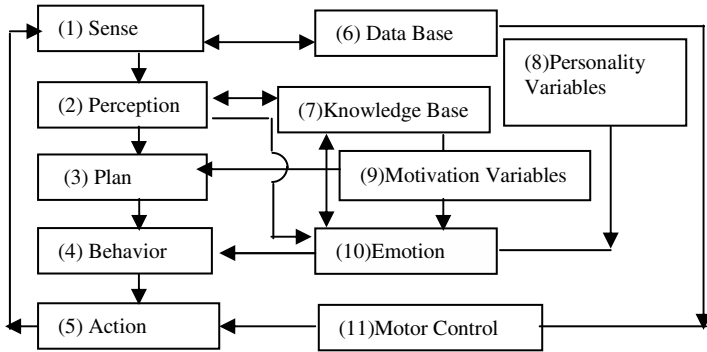 (1) Sense
(6) Data Base
(8)Personality
Variables
(2) Perception
(7)Knowledge Base
(3) Plan
(9)Motivation Variables
(4) Behavior
(10)Emotion
(5) Action
(11)Motor Control